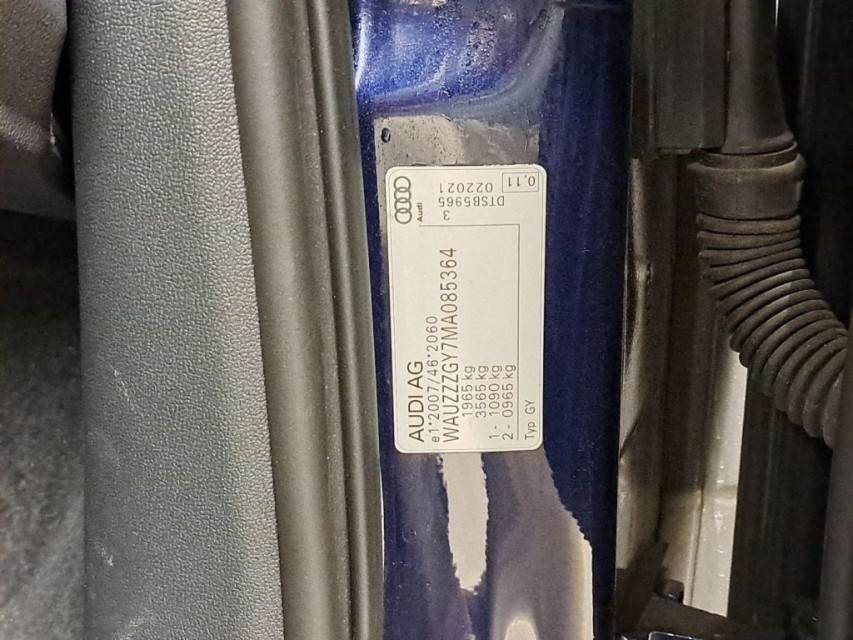 AUDI AG
e1*2007/46*2060
WAUZZZGY7MA085364
1965 kg
3565 kg
1- 1090 kg
2- 0965 kg
Typ GY
Audi
3
DTSB5965
022021
0.11